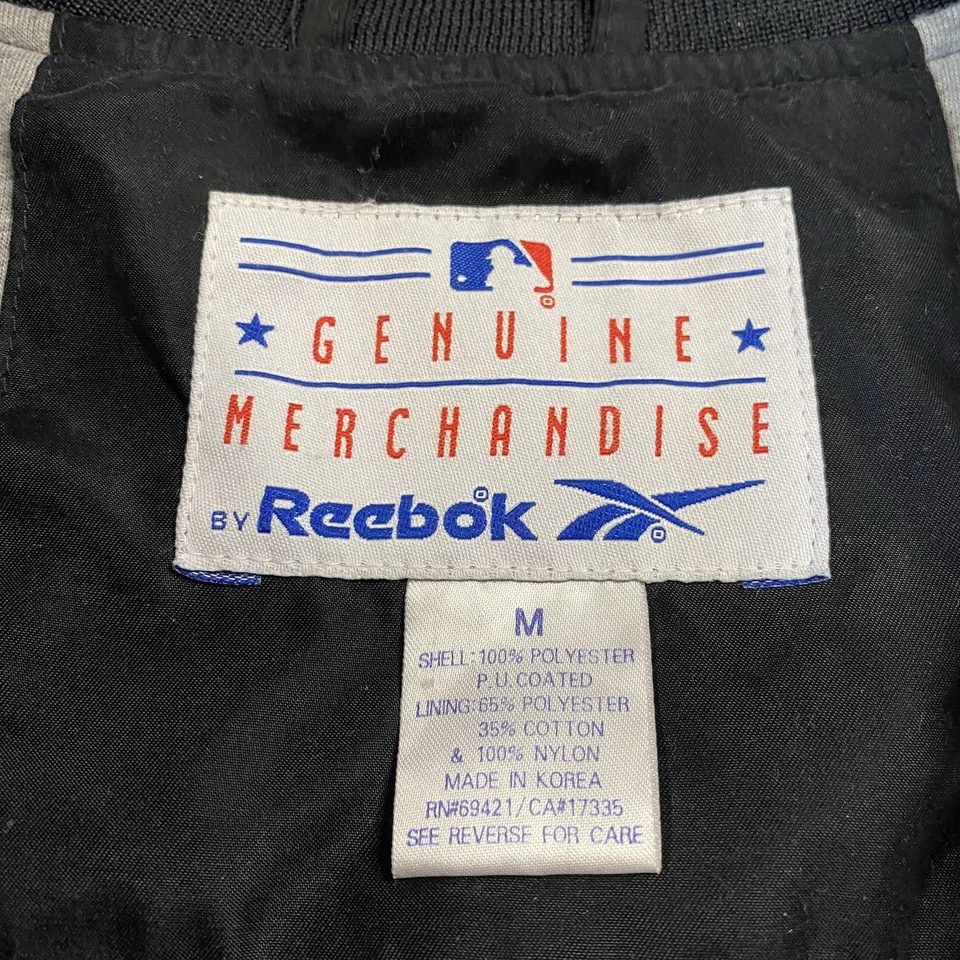 GENUINE
MERCHANDISE
BY Reebok
M
SHELL: 100% POLYESTER
P.U.COATED
LINING: 65% POLYESTER
35% COTTON
& 100% NYLON
MADE IN KOREA
RN#69421/CA#17335
SEE REVERSE FOR CARE